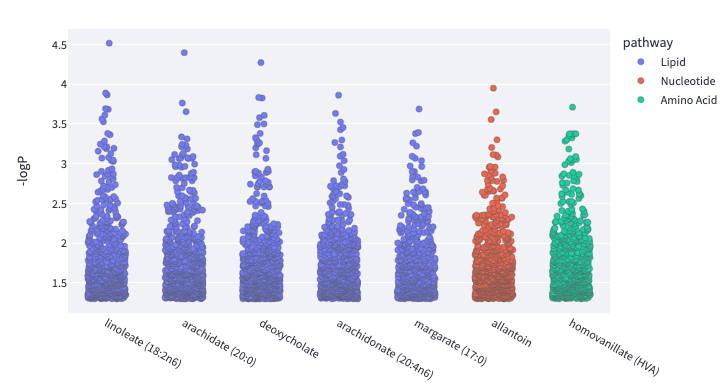 pathway
Lipid
Nucleotide
Amino Acid
-logP
4.5
4
3.5
3
2.5
2
1.5
linoleate (18:2n6)
arachidate (20:0)
deoxycholate
arachidonate (20:4n6)
margarate (17:0)
allantoin
homovanillate (HVA)